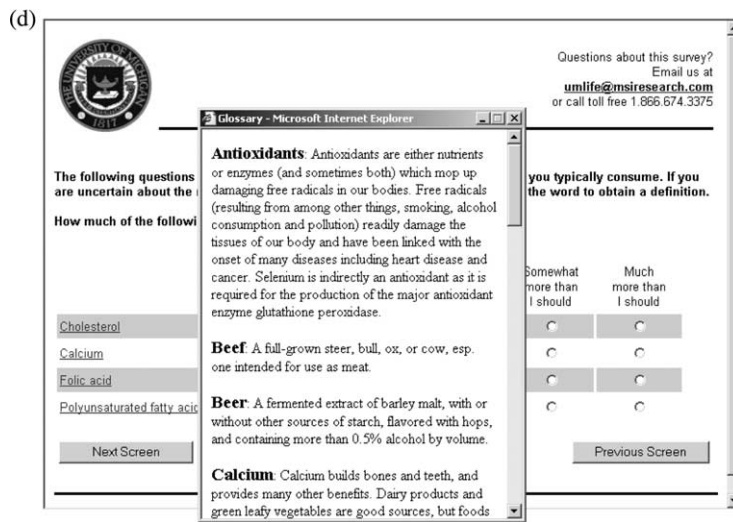 (d)
THE UNIVERSITY OF MICHIGAN
1817
Questions about this survey?
Email us at
umlife@msiresearch.com
or call toll free 1.866.674.3375
Glossary - Microsoft Internet Explorer
Antioxidants: Antioxidants are either nutrients
or enzymes (and sometimes both) which mop up
damaging free radicals in our bodies. Free radicals
(resulting from among other things, smoking, alcohol
consumption and pollution) readily damage the
tissues of our body and have been linked with the
onset of many diseases including heart disease and
cancer. Selenium is indirectly an antioxidant as it is
required for the production of the major antioxidant
enzyme glutathione peroxidase.
Beef: A full-grown steer, bull, ox, or cow, esp.
one intended for use as meat.
Beer: A fermented extract of barley malt, with or
without other sources of starch, flavored with hops,
and containing more than 0.5% alcohol by volume.
Calcium: Calcium builds bones and teeth, and
provides many other benefits. Dairy products and
green leafy vegetables are good sources, but foods
The following questions you typically consume. If you
are uncertain about the the word to obtain a definition.
How much of the followi
Somewhat
more than
I should
Much
more than
I should
Cholesterol
Calcium
Folic acid
Polyunsaturated fatty acid
Next Screen
Previous Screen